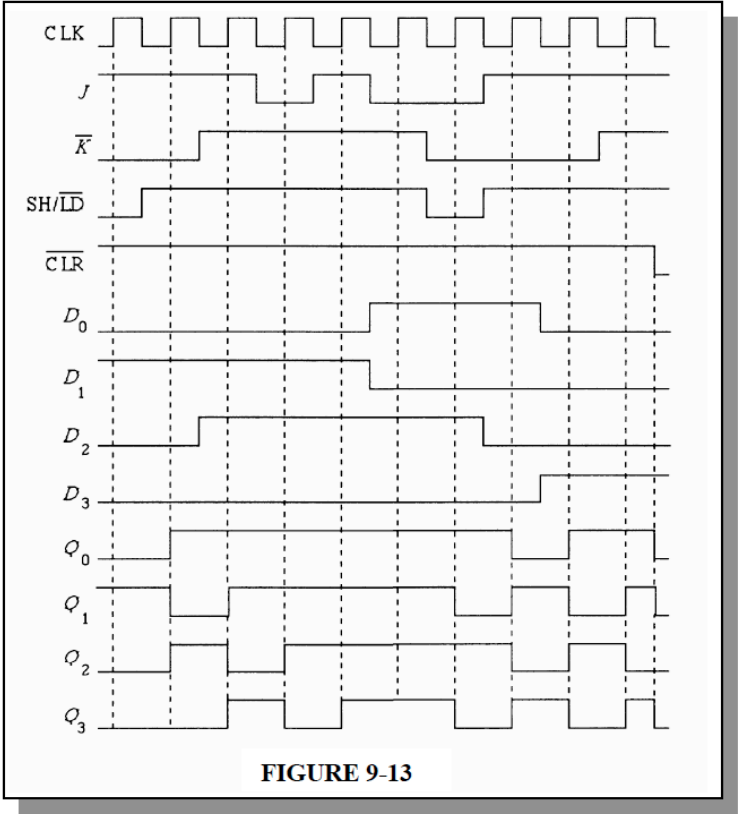 CLK
J
K̅
SH/L̅D̅
C̅L̅R̅
D₀
D₁
D₂
D₃
Q₀
Q₁
Q₂
Q₃
FIGURE 9-13